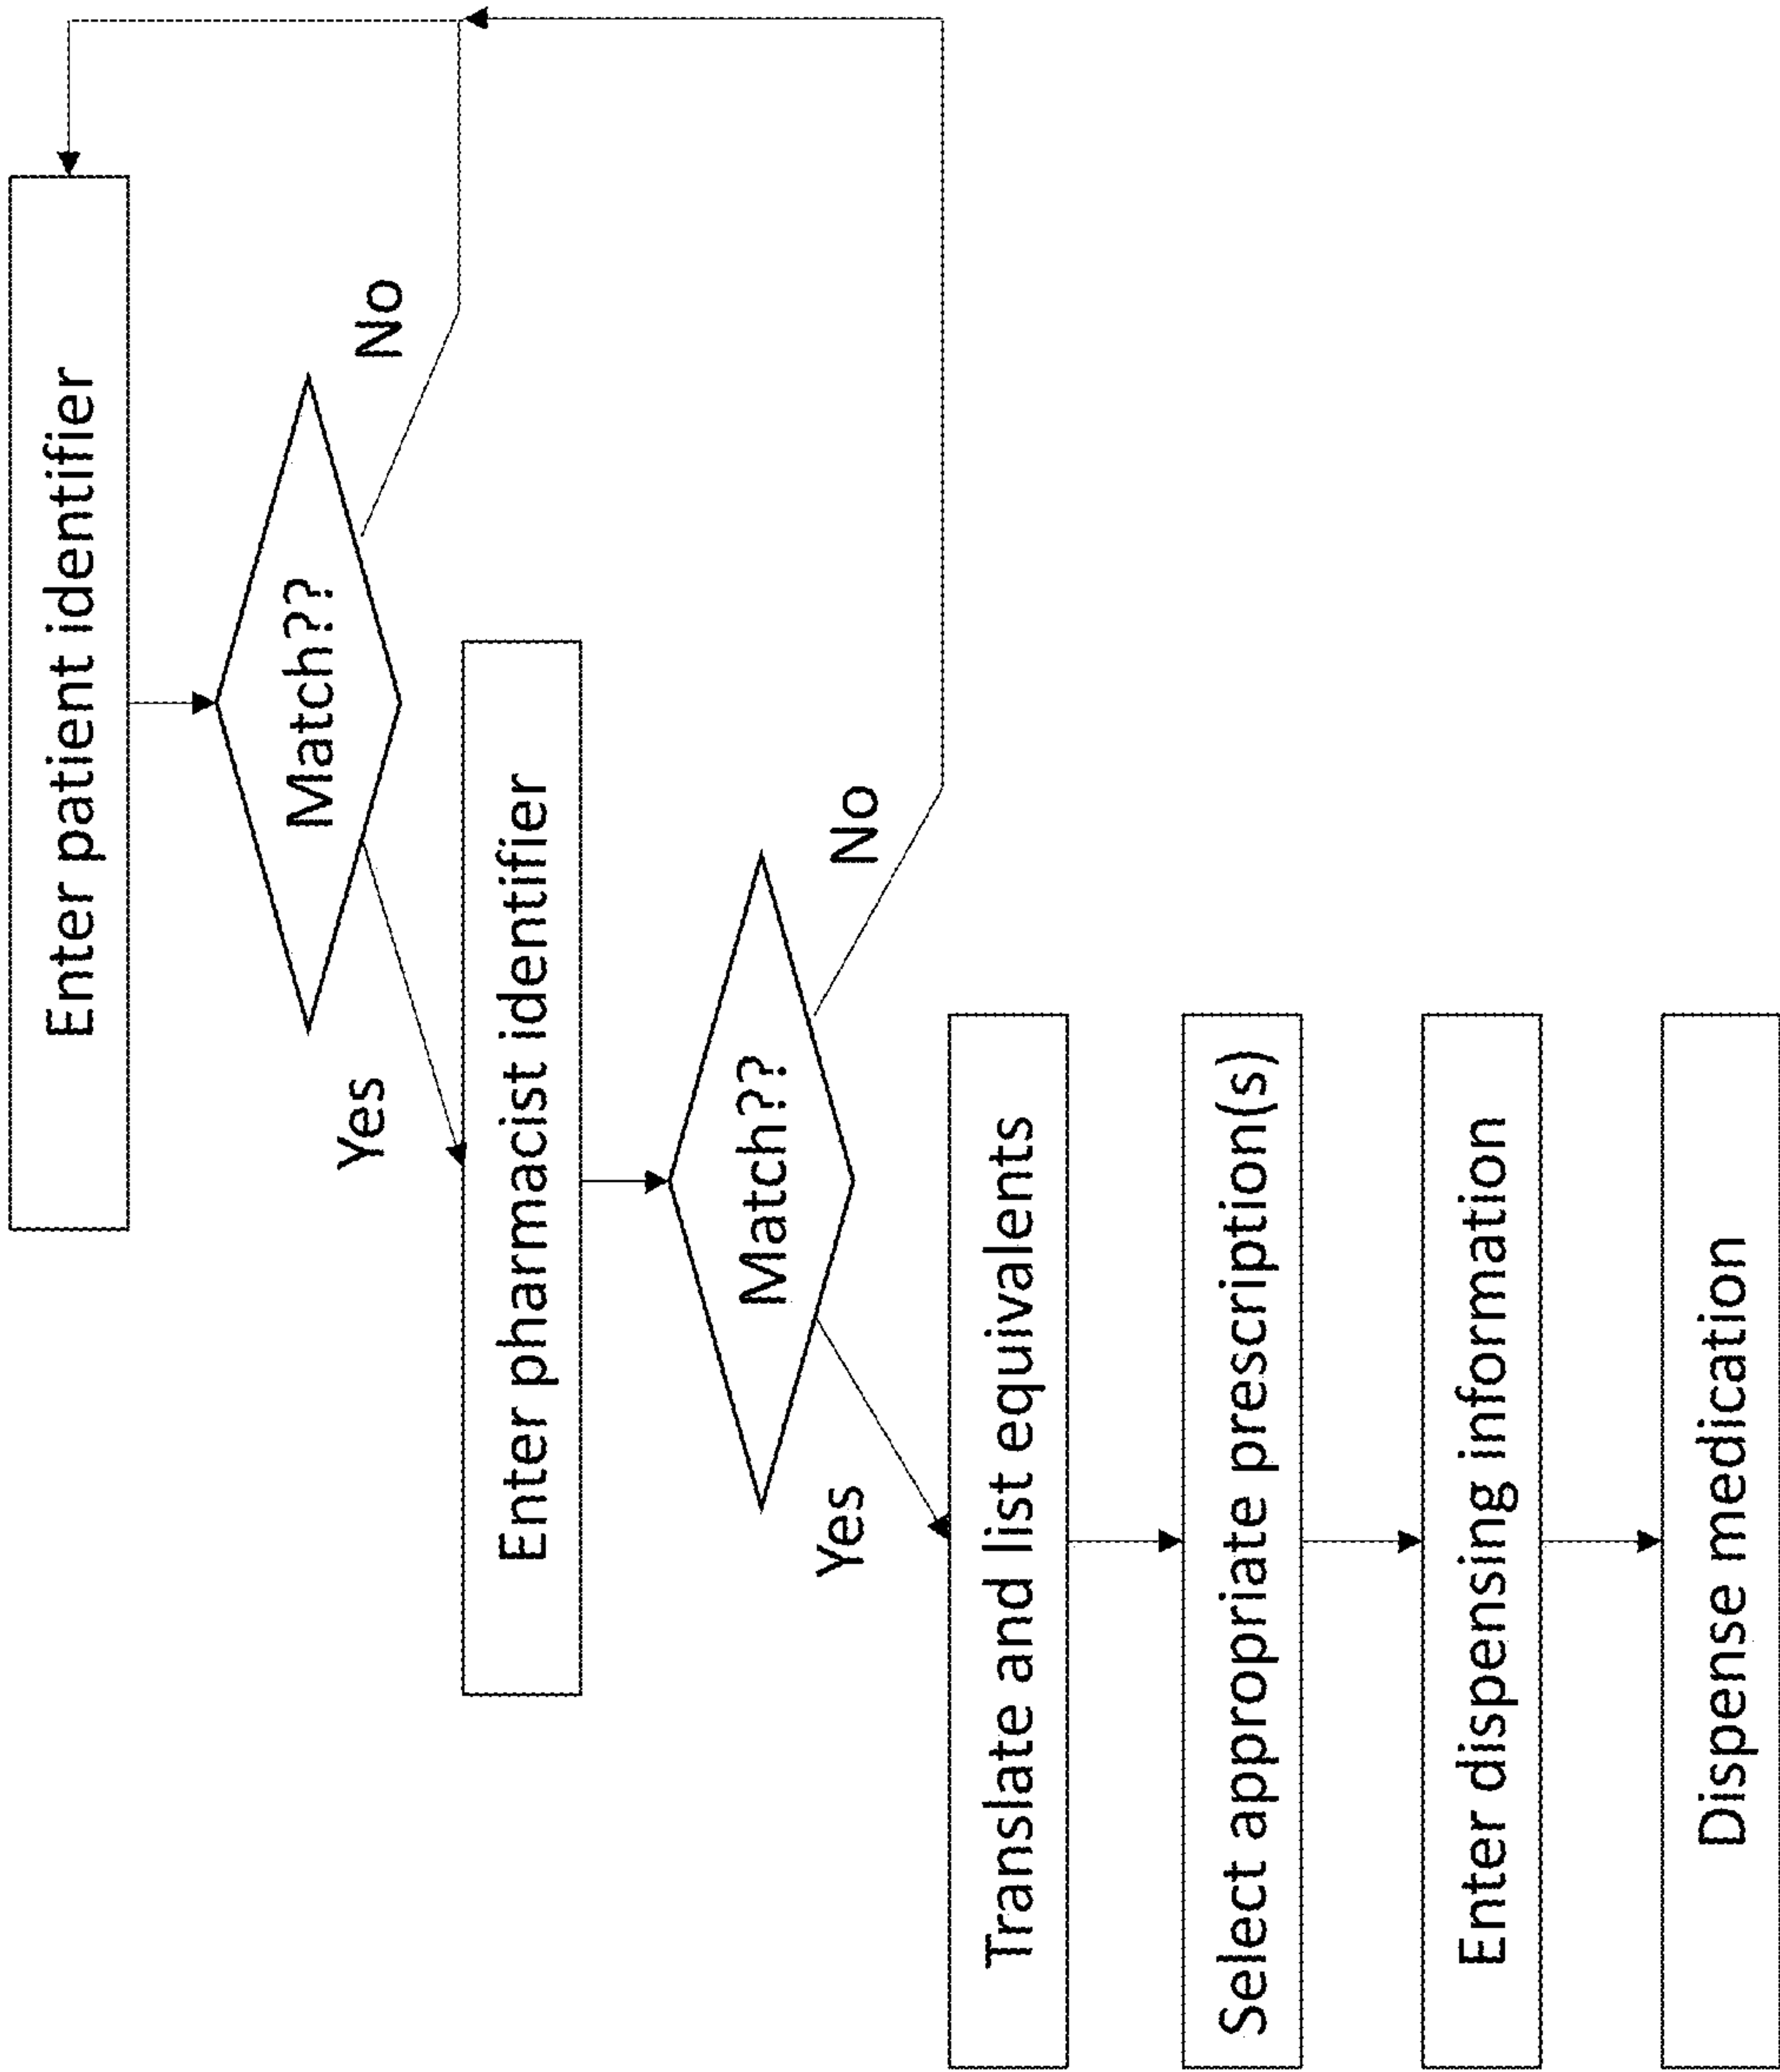 Enter patient identifier
Match??
No
Yes
Enter pharmacist identifier
Match??
No
Yes
Translate and list equivalents
Select appropriate prescription(s)
Enter dispensing information
Dispense medication